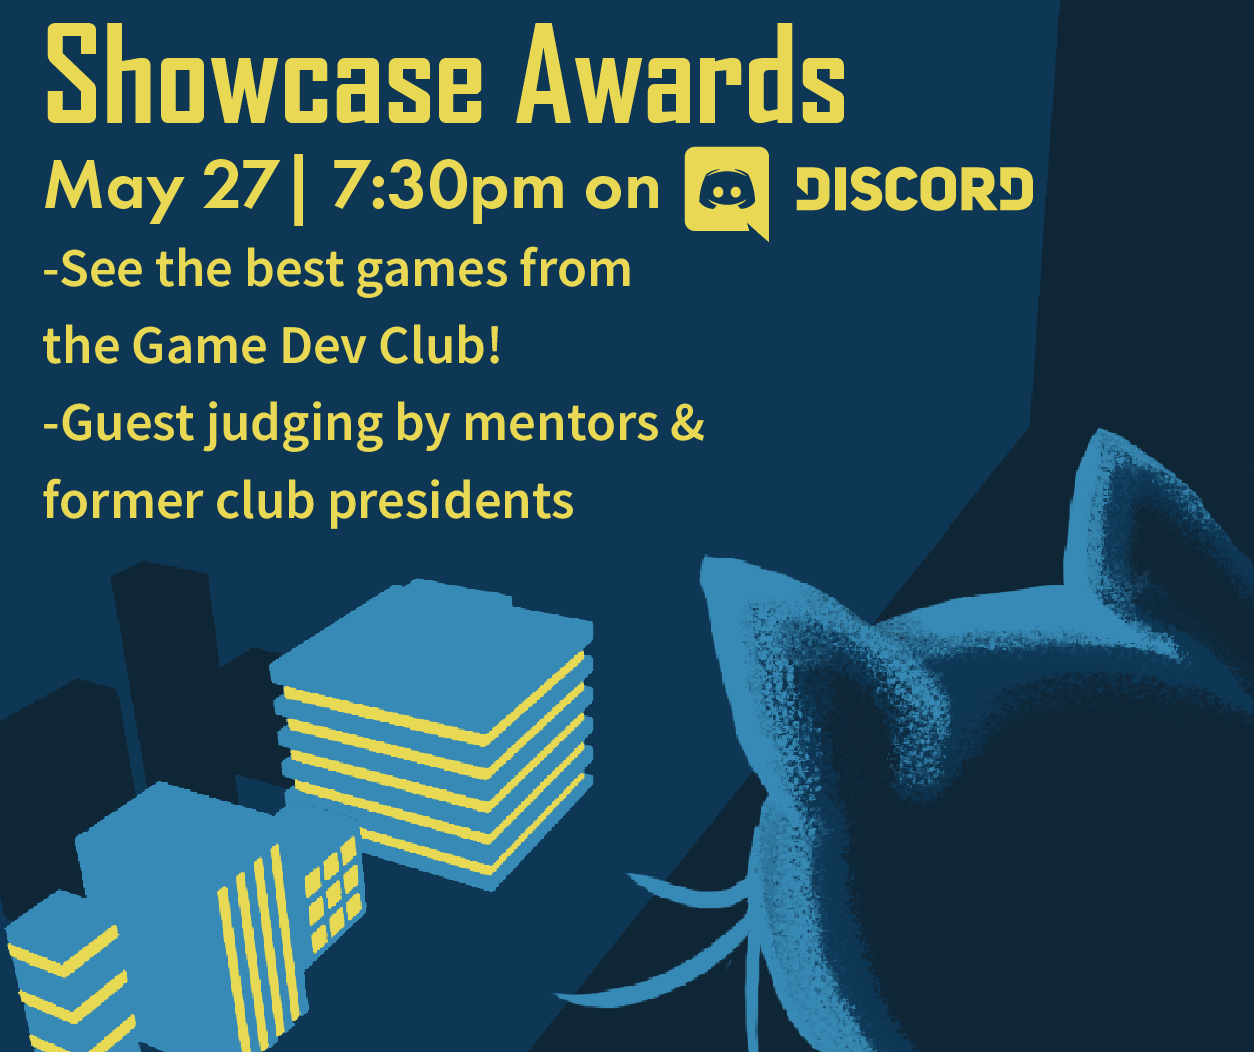 Showcase Awards
May 27| 7:30pm on DISCORD
-See the best games from
the Game Dev Club!
-Guest judging by mentors &
former club presidents